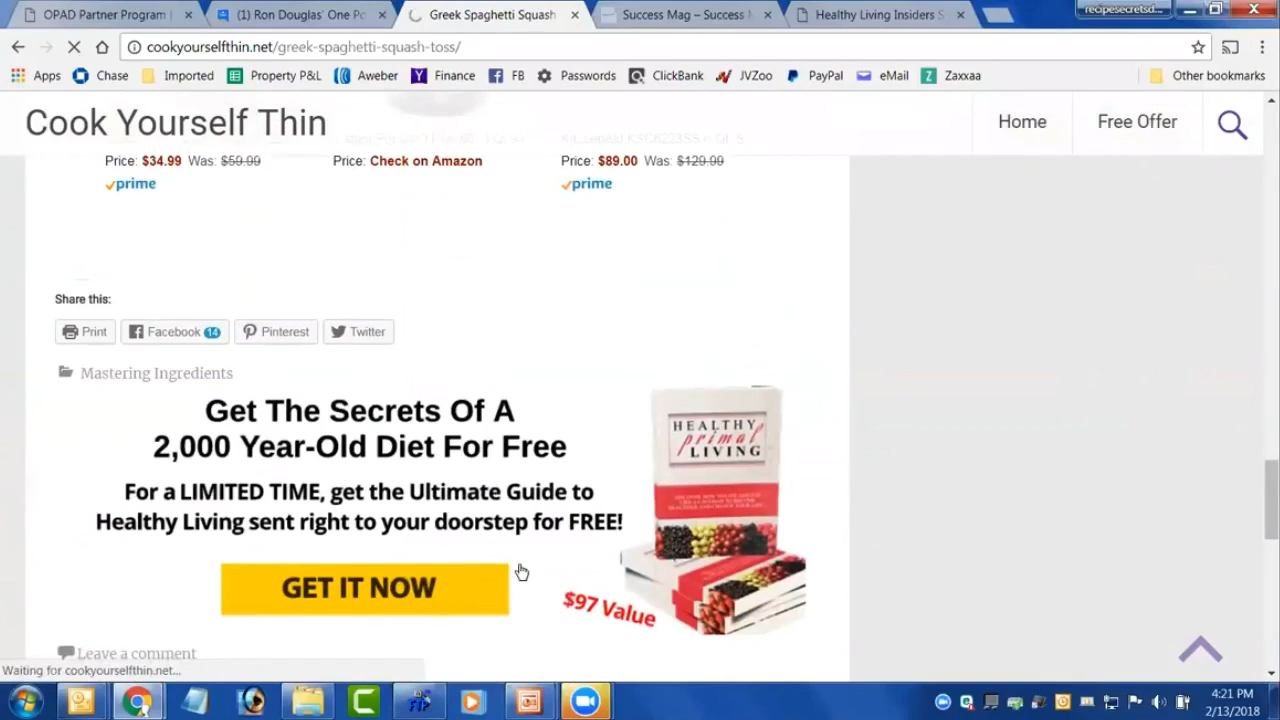 OPAD Partner Program
(1) Ron Douglas' One Po
Greek Spaghetti Squash
Success Mag – Success
Healthy Living Insiders S
recipesecretsd...
cookyourselfthin.net/greek-spaghetti-squash-toss/
Apps Chase Imported Property P&L Aweber Finance FB Passwords ClickBank JVZoo PayPal eMail Zaxxaa Other bookmarks
Cook Yourself Thin
Home Free Offer
Price: $34.99 Was: $59.99
prime
Price: Check on Amazon
Price: $89.00 Was: $129.99
prime
Share this:
Print Facebook 14 Pinterest Twitter
Mastering Ingredients
Get The Secrets Of A
2,000 Year-Old Diet For Free
For a LIMITED TIME, get the Ultimate Guide to
Healthy Living sent right to your doorstep for FREE!
GET IT NOW
HEALTHY
primal
LIVING
$97 Value
Leave a comment
Waiting for cookyourselfthin.net...
4:21 PM
2/13/2018